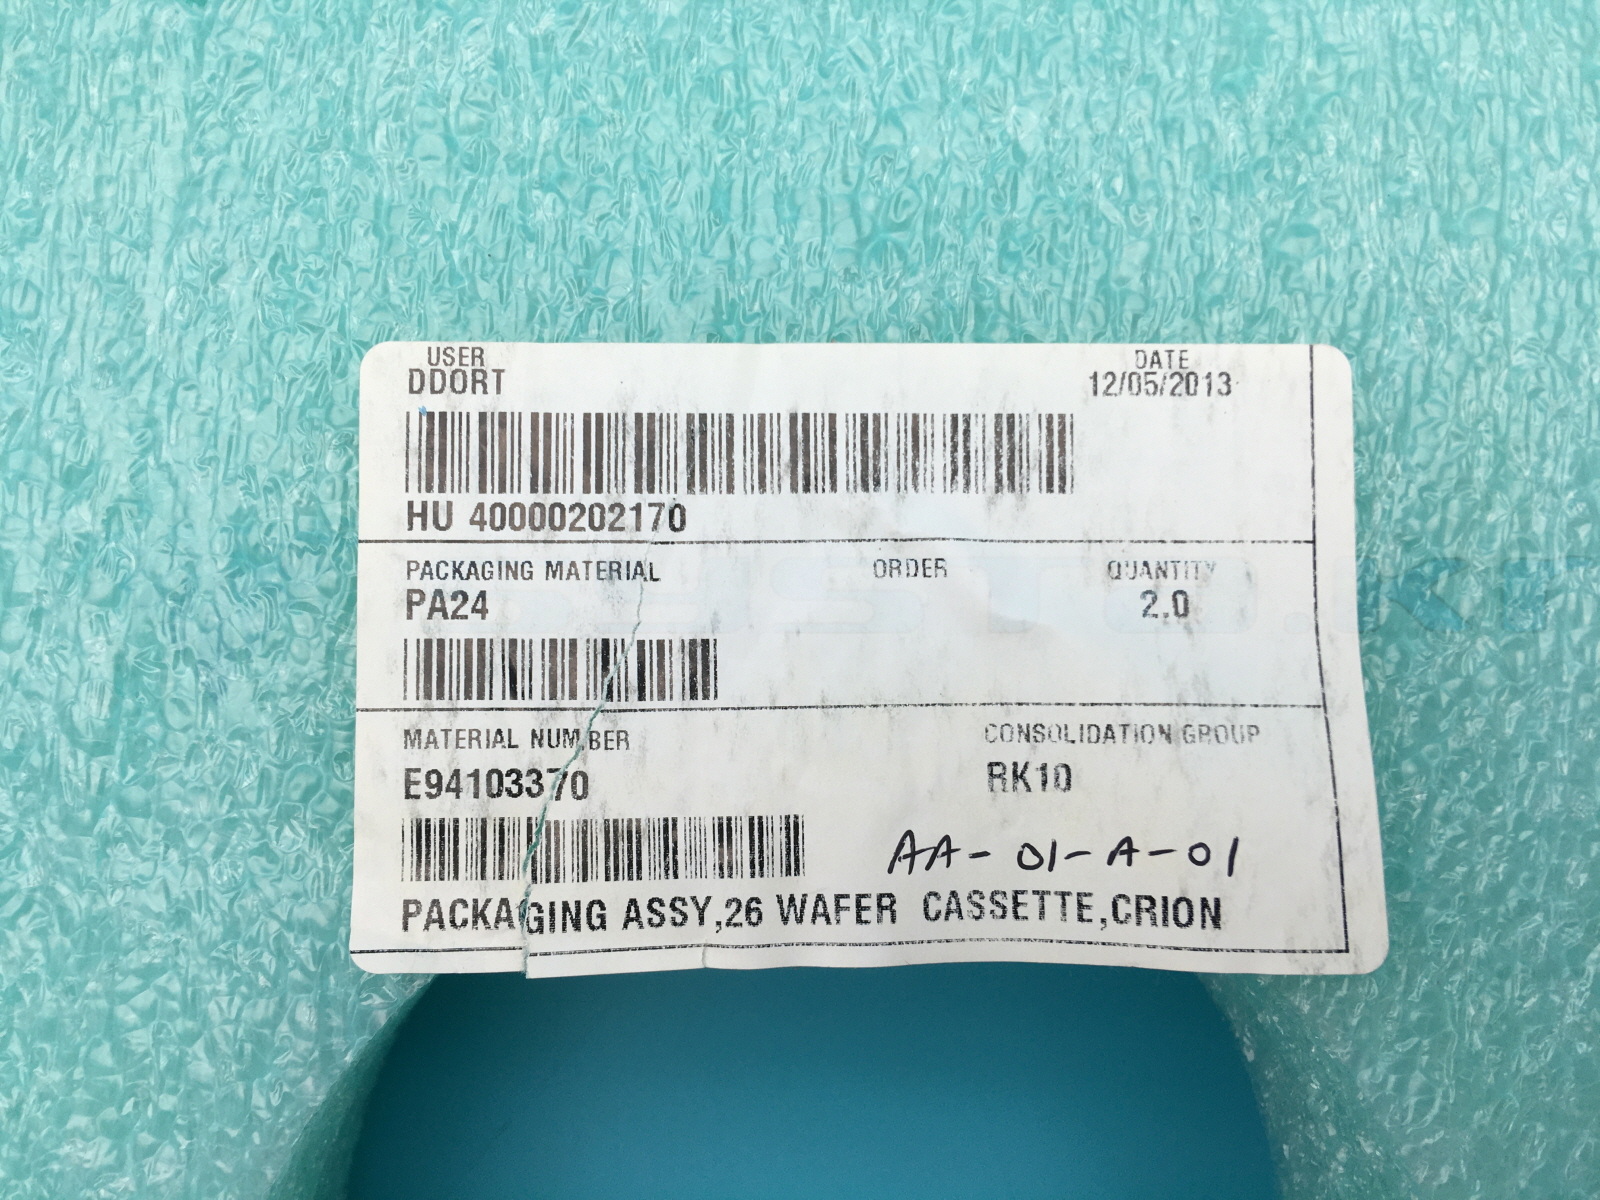 USER
DDORT
DATE
12/05/2013
HU 40000202170
PACKAGING MATERIAL
PA24
ORDER
QUANTITY
2.0
MATERIAL NUMBER
E94103370
CONSOLIDATION GROUP
RK10
AA-01-A-01
PACKAGING ASSY,26 WAFER CASSETTE,CRION